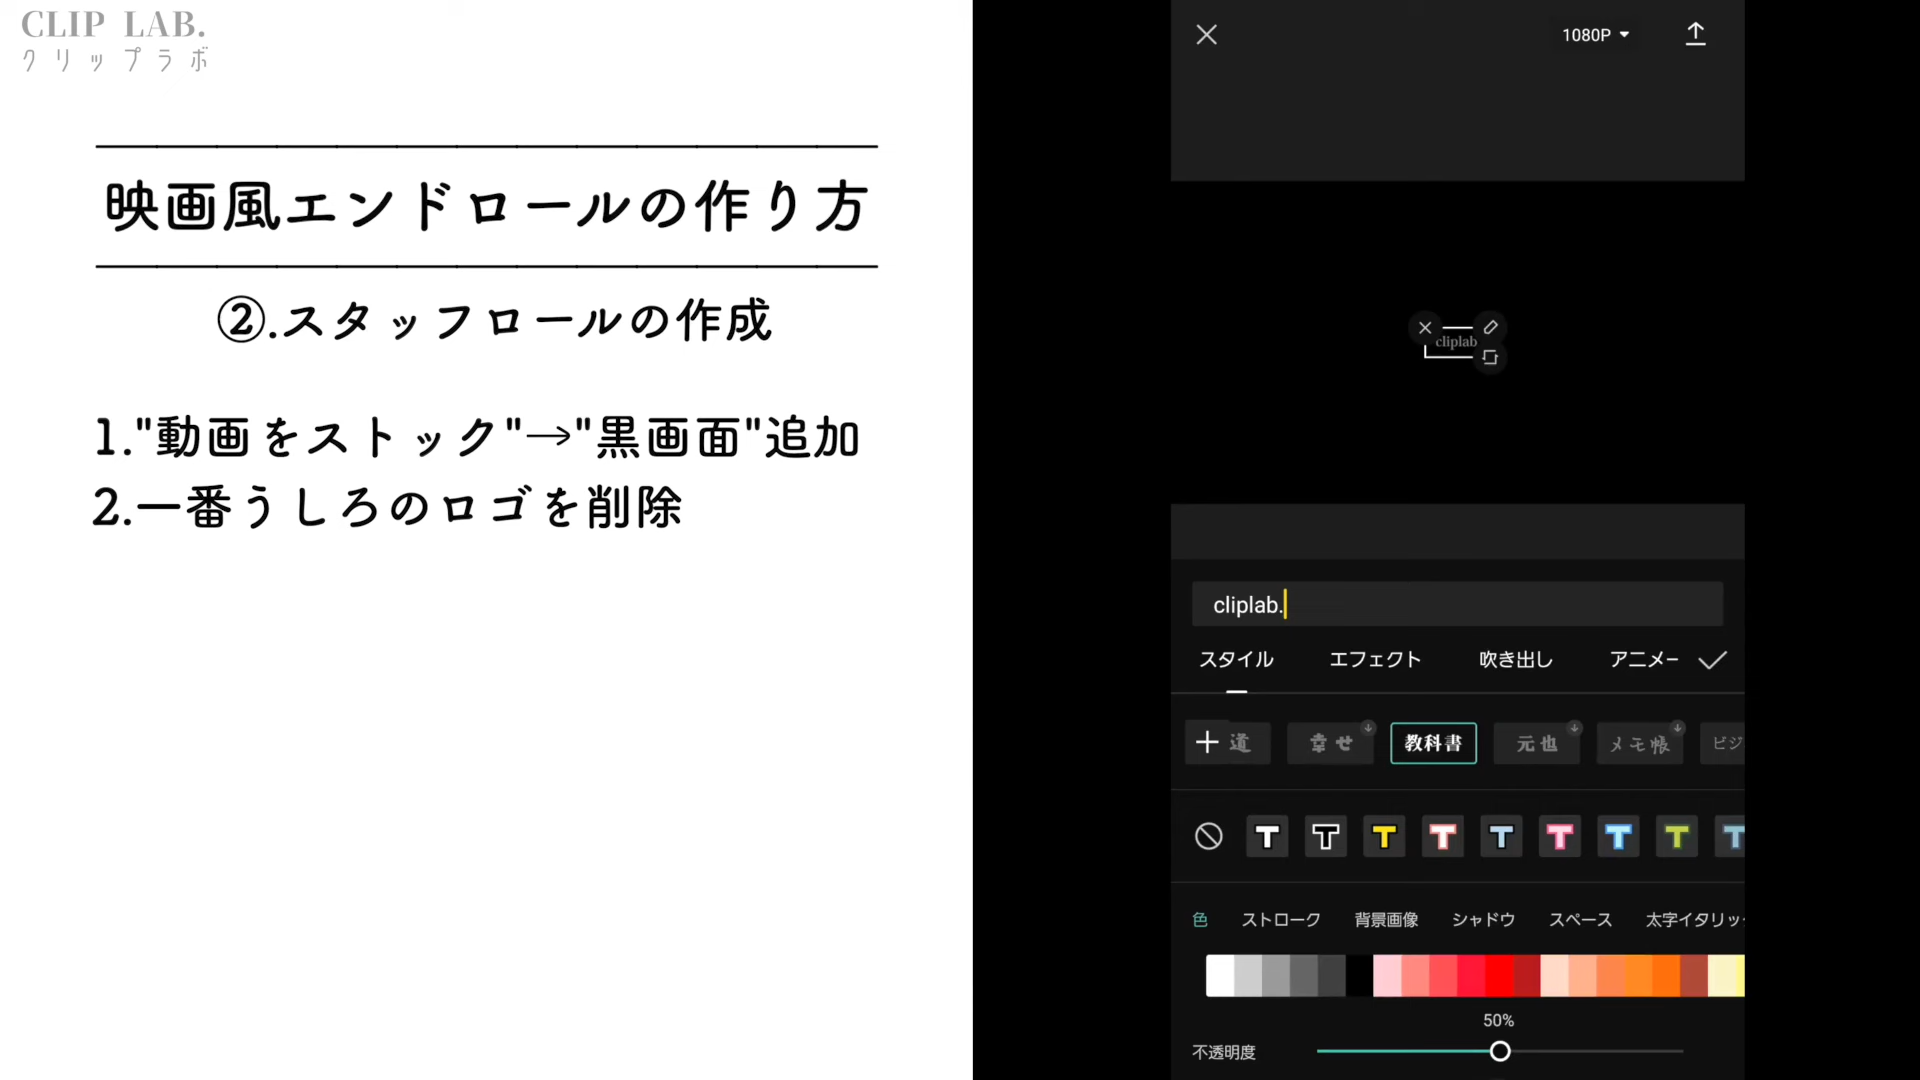 CLIP LAB.
クリップラボ
映画風エンドロールの作り方
②.スタッフロールの作成
1."動画をストック"→"黒画面"追加
2.一番うしろのロゴを削除
1080P
cliplab
cliplab.
スタイル エフェクト 吹き出し アニメー
道 幸せ 教科書 元也 メモ帳 ビジ
T T T T T T T T T
色 ストローク 背景画像 シャドウ スペース 太字イタリッ
50%
不透明度